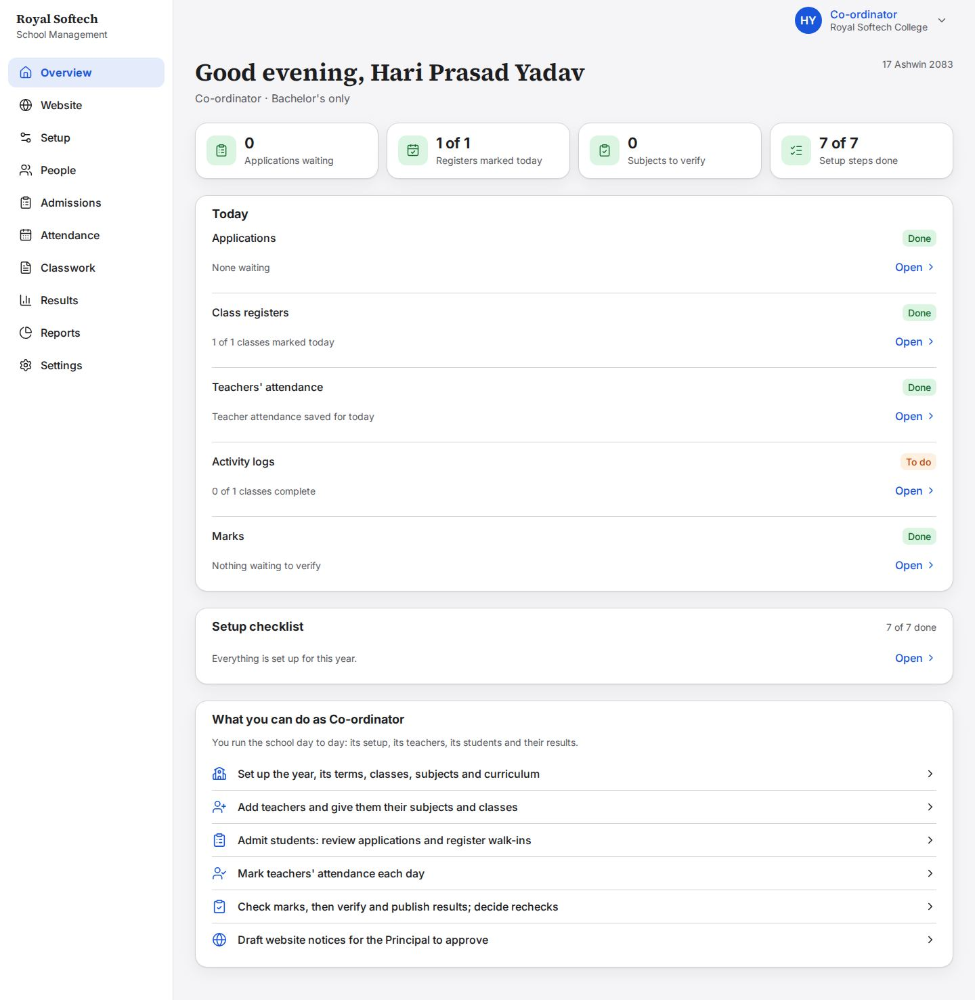 Royal Softech
School Management
Overview
Website
Setup
People
Admissions
Attendance
Classwork
Results
Reports
Settings
HY
Co-ordinator
Royal Softech College
Good evening, Hari Prasad Yadav
17 Ashwin 2083
Co-ordinator · Bachelor's only
0
Applications waiting
1 of 1
Registers marked today
0
Subjects to verify
7 of 7
Setup steps done
Today
Applications
Done
None waiting
Open
Class registers
Done
1 of 1 classes marked today
Open
Teachers' attendance
Done
Teacher attendance saved for today
Open
Activity logs
To do
0 of 1 classes complete
Open
Marks
Done
Nothing waiting to verify
Open
Setup checklist
7 of 7 done
Everything is set up for this year.
Open
What you can do as Co-ordinator
You run the school day to day: its setup, its teachers, its students and their results.
Set up the year, its terms, classes, subjects and curriculum
Add teachers and give them their subjects and classes
Admit students: review applications and register walk-ins
Mark teachers' attendance each day
Check marks, then verify and publish results; decide rechecks
Draft website notices for the Principal to approve